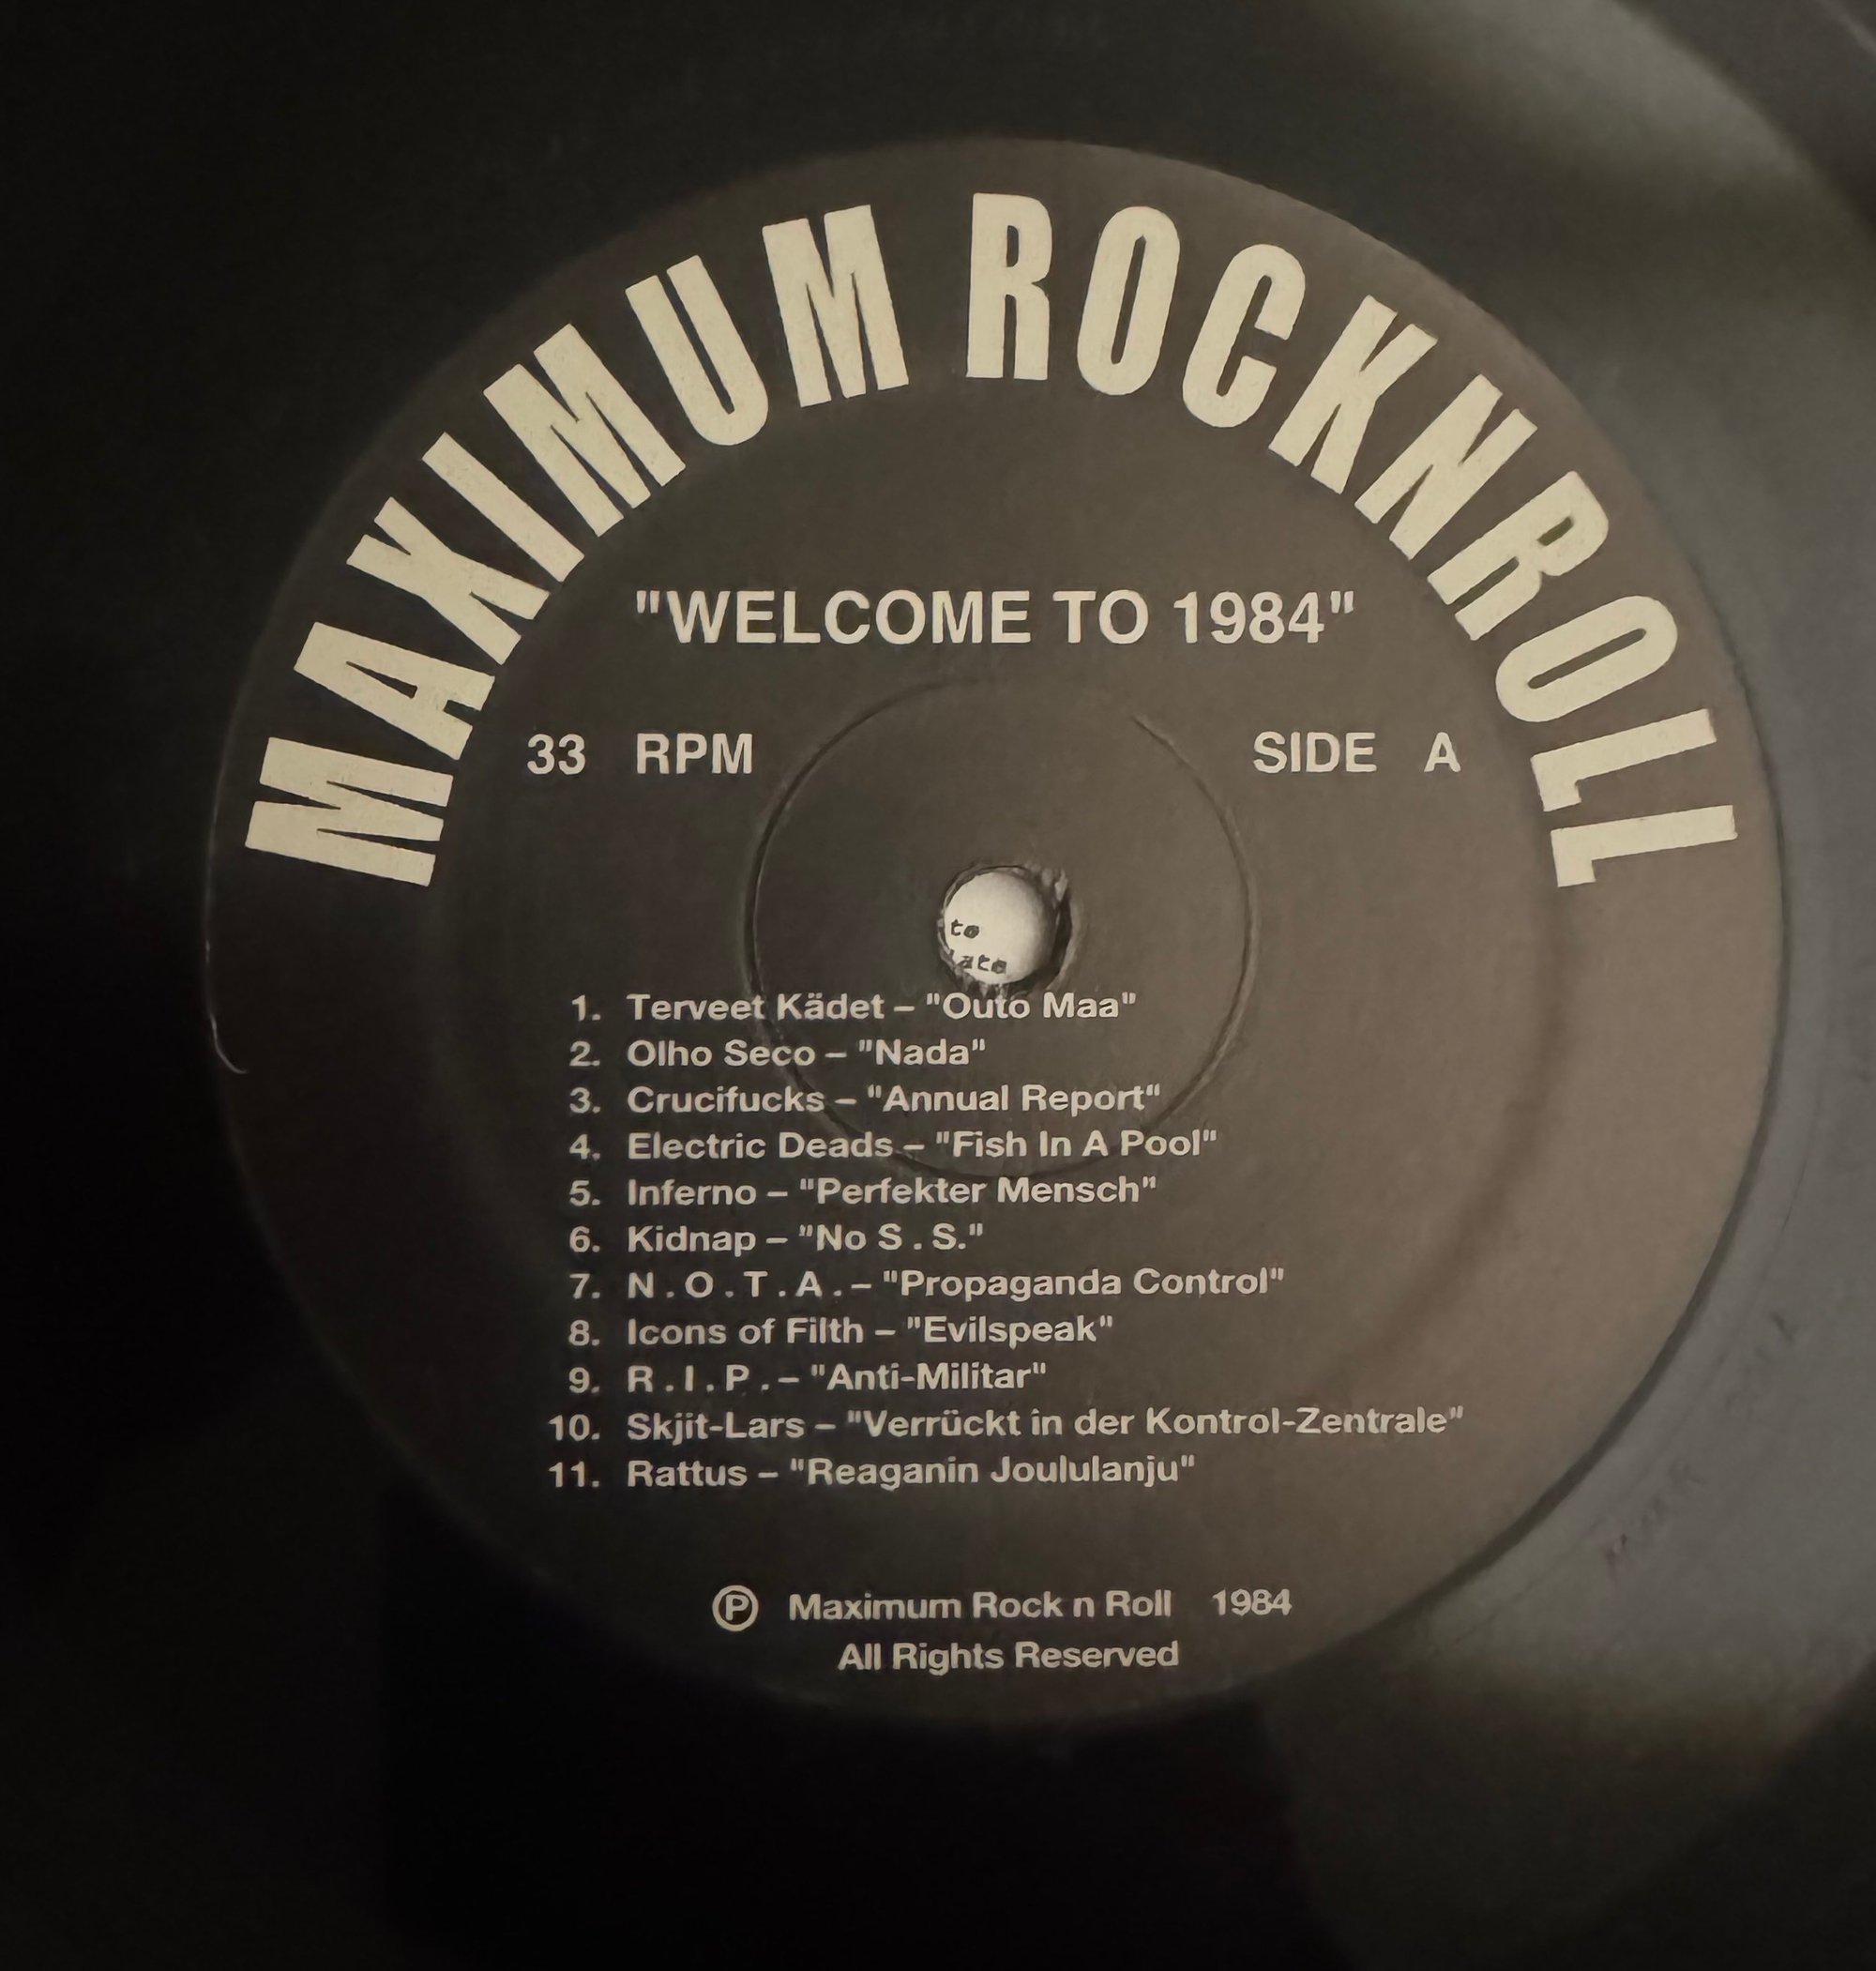 MAXIMUM ROCKNROLL
"WELCOME TO 1984"
33 RPM SIDE A
to
late
1. Terveet Kädet – "Outo Maa"
2. Olho Seco – "Nada"
3. Crucifucks – "Annual Report"
4. Electric Deads – "Fish In A Pool"
5. Inferno – "Perfekter Mensch"
6. Kidnap – "No S . S."
7. N . O . T . A . – "Propaganda Control"
8. Icons of Filth – "Evilspeak"
9. R . I . P . – "Anti-Militar"
10. Skjit-Lars – "Verrückt in der Kontrol-Zentrale"
11. Rattus – "Reaganin Joululanju"
Ⓟ Maximum Rock n Roll 1984
All Rights Reserved